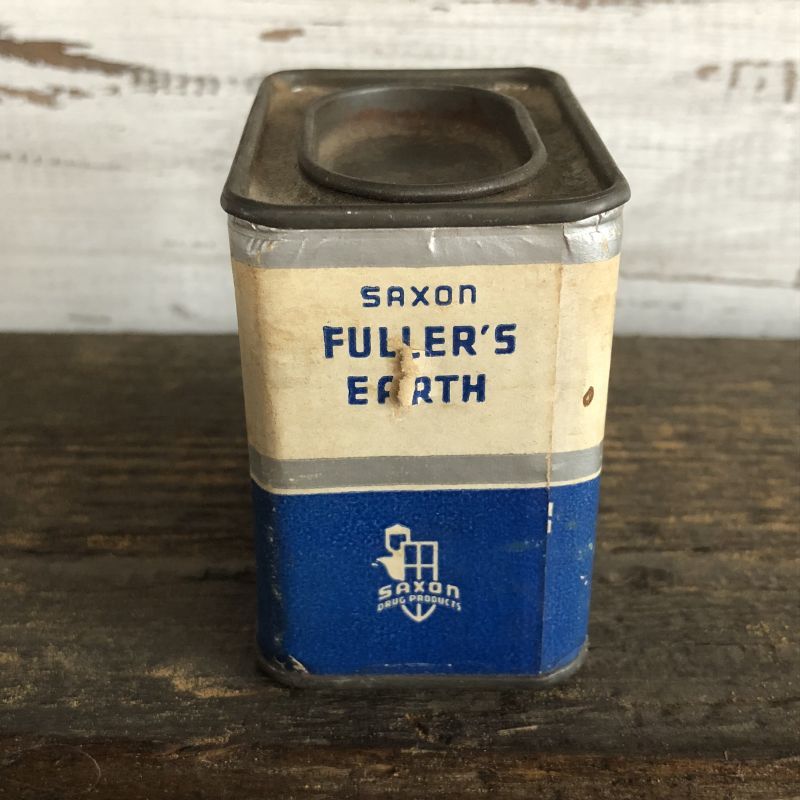 SAXON
FULLER'S
EARTH
SAXON
DRUG PRODUCTS